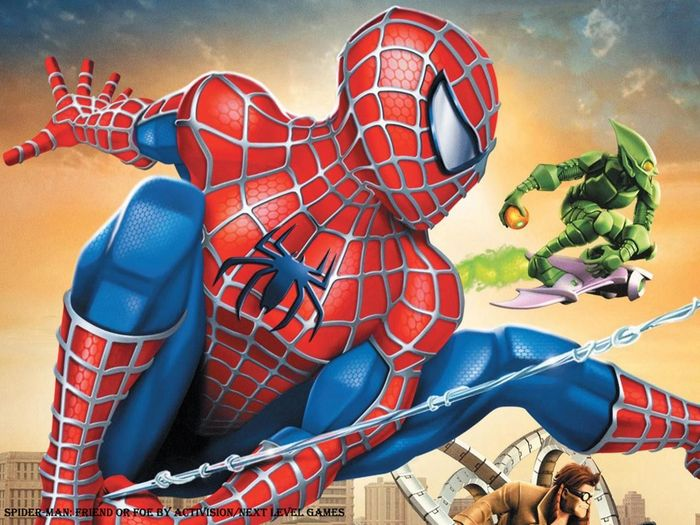 SPIDER-MAN: FRIEND OR FOE BY ACTIVISION/NEXT LEVEL GAMES